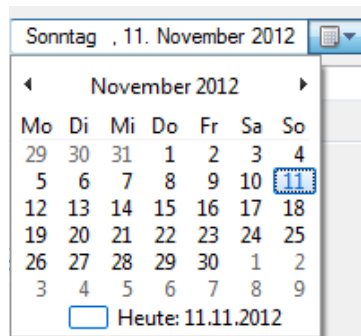 Sonntag , 11. November 2012
November 2012
Mo Di Mi Do Fr Sa So
29 30 31 1 2 3 4
5 6 7 8 9 10 11
12 13 14 15 16 17 18
19 20 21 22 23 24 25
26 27 28 29 30 1 2
3 4 5 6 7 8 9
Heute: 11.11.2012